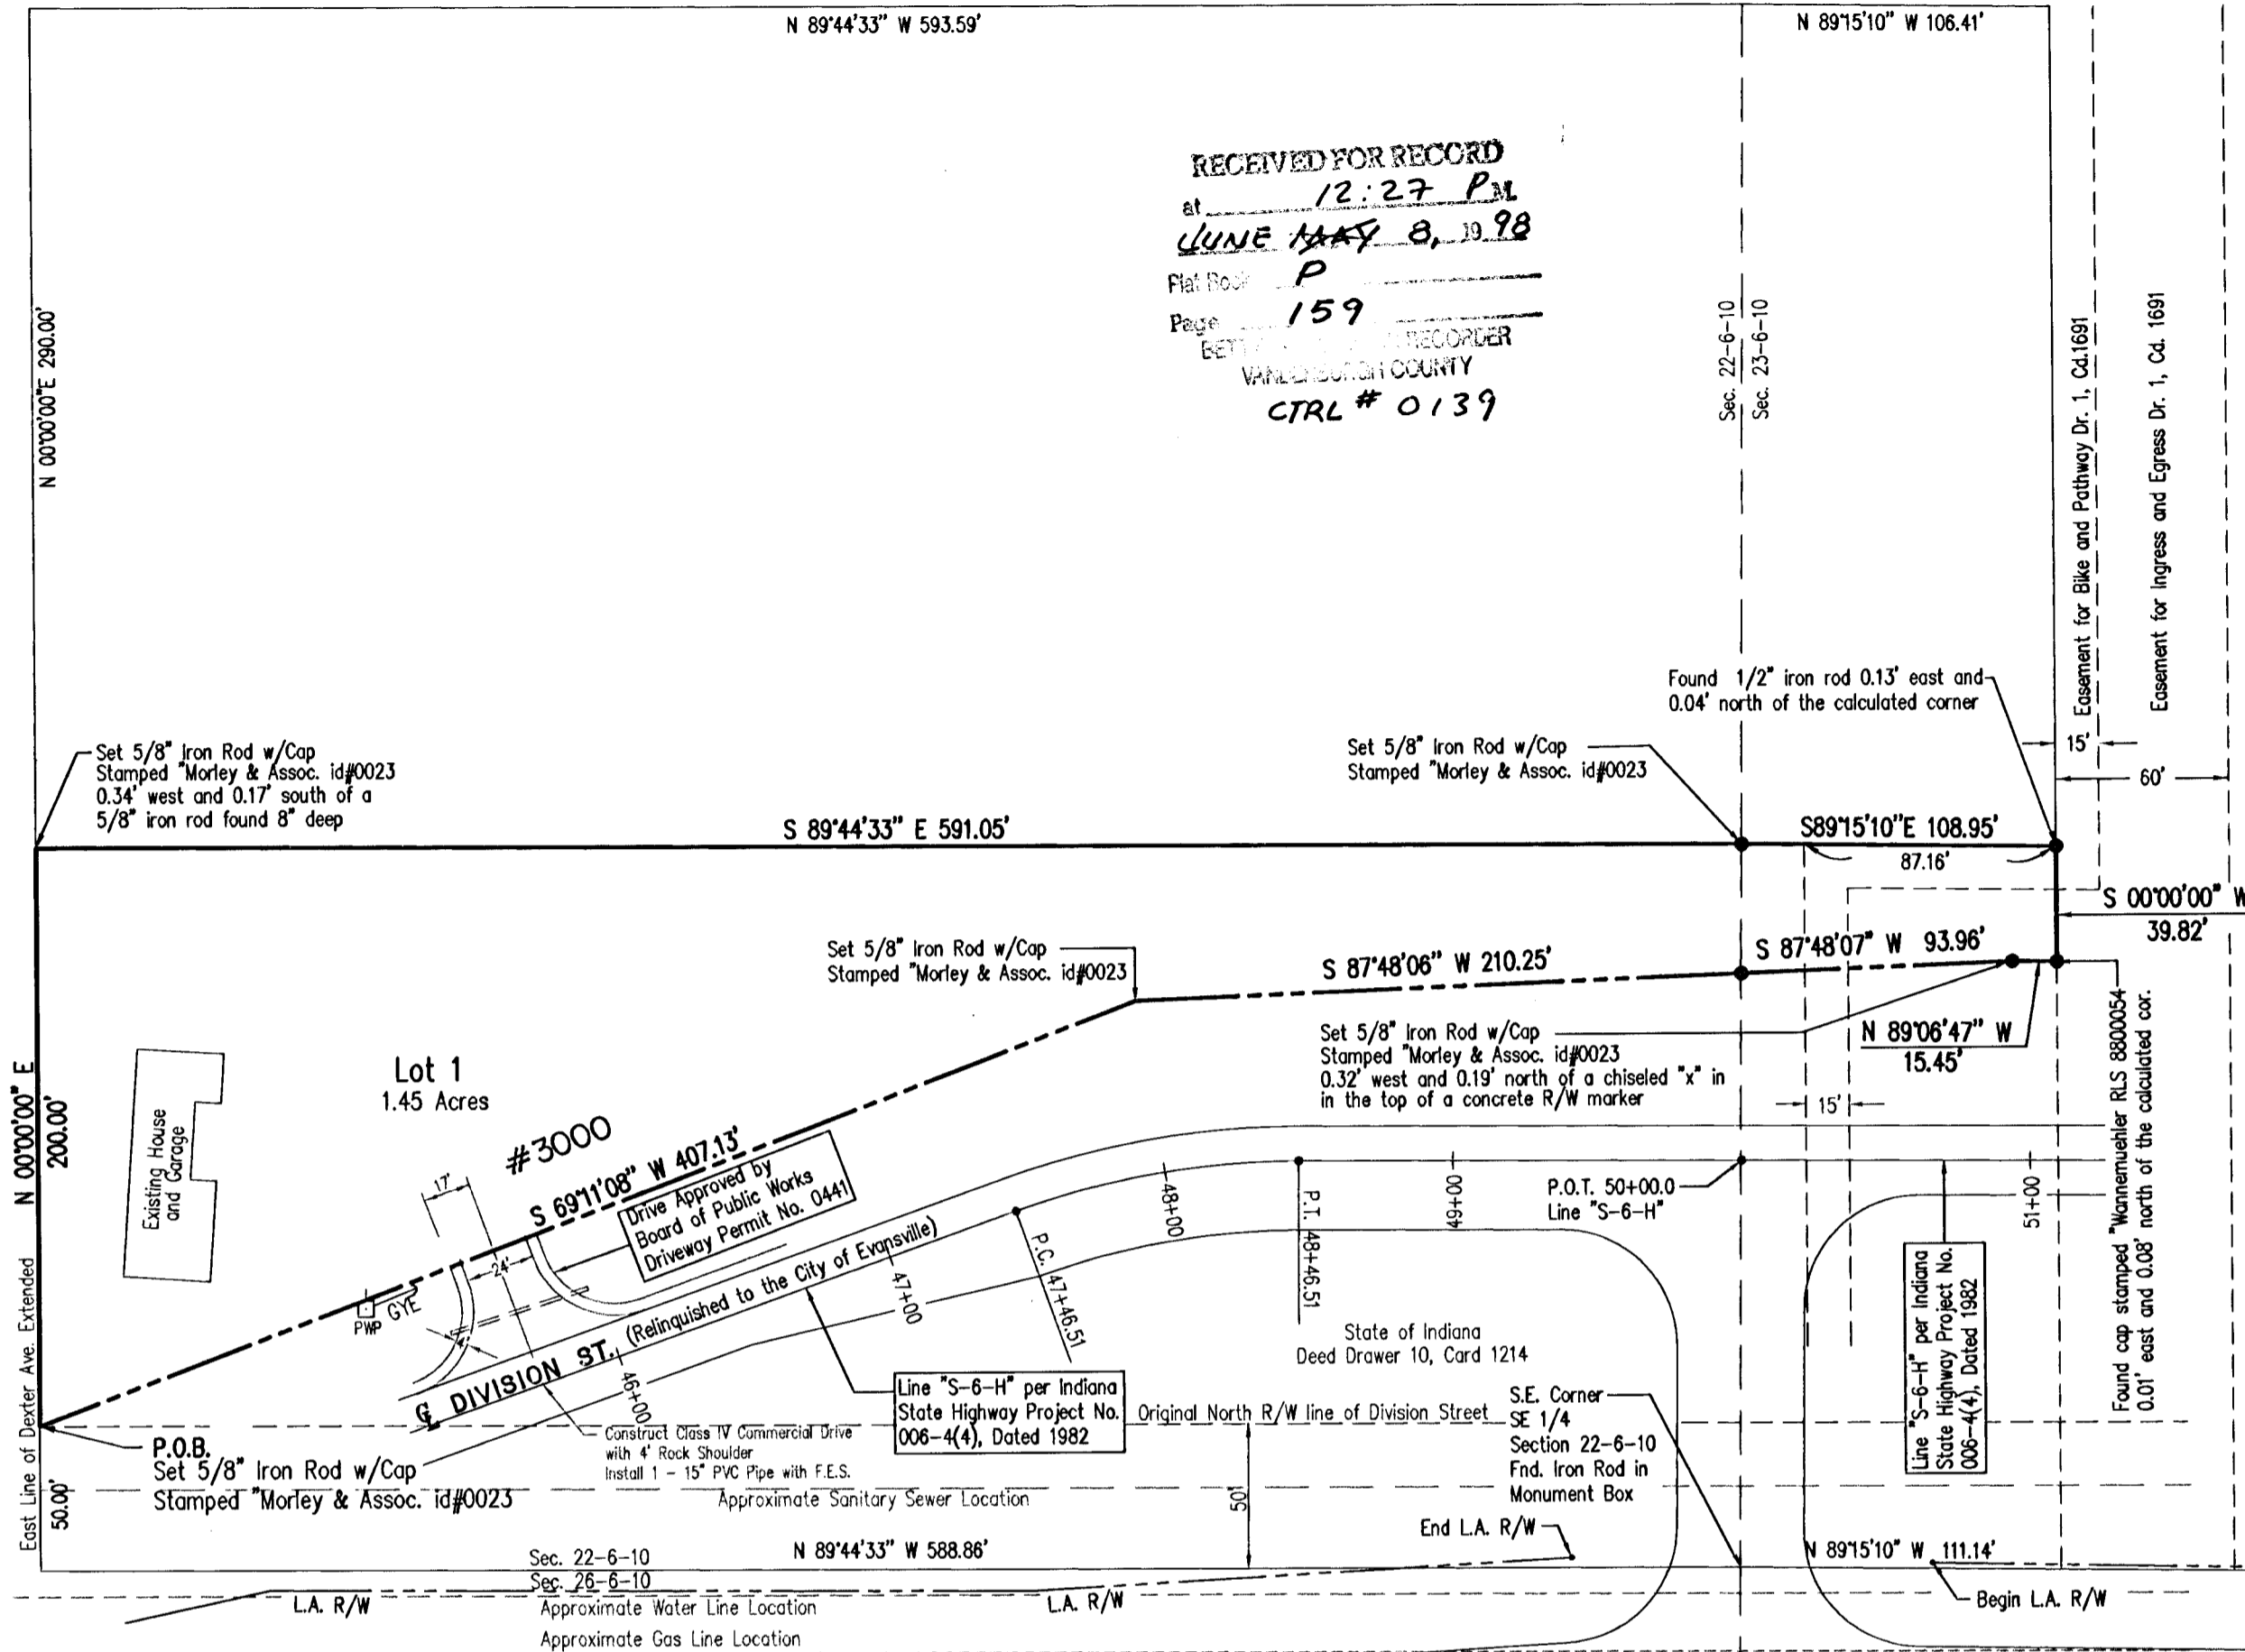 N 89°44'33" W 593.59'
N 89°15'10" W 106.41'
RECEIVED FOR RECORD
at 12:27 PM.
JUNE MAY 8, 1998
Plat Book P
Page 159
RECORDER
VANDERBURGH COUNTY
CTRL # 0139
N 00°00'00"E 290.00'
Sec. 22-6-10
Sec. 23-6-10
Easement for Bike and Pathway Dr. 1, Cd.1691
Easement for Ingress and Egress Dr. 1, Cd. 1691
Found 1/2" iron rod 0.13' east and
0.04' north of the calculated corner
15'
60'
Set 5/8" Iron Rod w/Cap
Stamped "Morley & Assoc. id#0023
0.34' west and 0.17' south of a
5/8" iron rod found 8" deep
Set 5/8" Iron Rod w/Cap
Stamped "Morley & Assoc. id#0023
S 89°44'33" E 591.05'
S89°15'10"E 108.95'
87.16'
S 00°00'00" W
39.82'
Set 5/8" Iron Rod w/Cap
Stamped "Morley & Assoc. id#0023
S 87°48'06" W 210.25'
S 87°48'07" W 93.96'
Set 5/8" Iron Rod w/Cap
Stamped "Morley & Assoc. id#0023
0.32' west and 0.19' north of a chiseled "x" in
in the top of a concrete R/W marker
N 89°06'47" W
15.45'
15'
Found cap stamped "Wannemuehler RLS 8800054
0.01' east and 0.08' north of the calculated cor.
N 00°00'00" E
200.00'
Existing House
and Garage
Lot 1
1.45 Acres
#3000
S 69°11'08" W 407.13'
17'
24'
4'
Drive Approved by
Board of Public Works
Driveway Permit No. 0441
PWP
GYE
℄ DIVISION ST. (Relinquished to the City of Evansville)
46+00
47+00
P.C. 47+46.51
48+00
P.T. 48+46.51
49+00
P.O.T. 50+00.0
Line "S-6-H"
51+00
State of Indiana
Deed Drawer 10, Card 1214
Line "S-6-H" per Indiana
State Highway Project No.
006-4(4), Dated 1982
Line "S-6-H" per Indiana
State Highway Project No.
006-4(4), Dated 1982
Original North R/W line of Division Street
S.E. Corner
SE 1/4
Section 22-6-10
Fnd. Iron Rod in
Monument Box
East Line of Dexter Ave. Extended
50.00'
P.O.B.
Set 5/8" Iron Rod w/Cap
Stamped "Morley & Assoc. id#0023
Construct Class IV Commercial Drive
with 4' Rock Shoulder
Install 1 - 15" PVC Pipe with F.E.S.
Approximate Sanitary Sewer Location
50'
End L.A. R/W
Sec. 22-6-10
Sec. 26-6-10
N 89°44'33" W 588.86'
N 89°15'10" W 111.14'
L.A. R/W
L.A. R/W
Begin L.A. R/W
Approximate Water Line Location
Approximate Gas Line Location